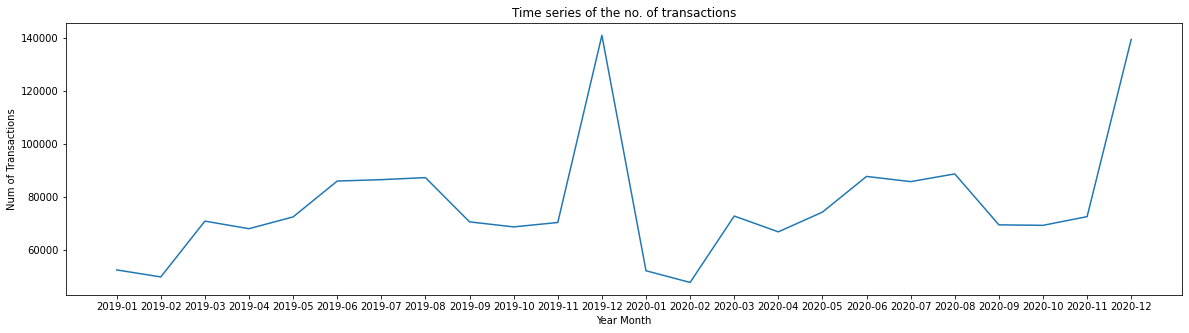 Time series of the no. of transactions
140000
120000
100000
80000
60000
Num of Transactions
2019-01 2019-02 2019-03 2019-04 2019-05 2019-06 2019-07 2019-08 2019-09 2019-10 2019-11 2019-12 2020-01 2020-02 2020-03 2020-04 2020-05 2020-06 2020-07 2020-08 2020-09 2020-10 2020-11 2020-12
Year Month